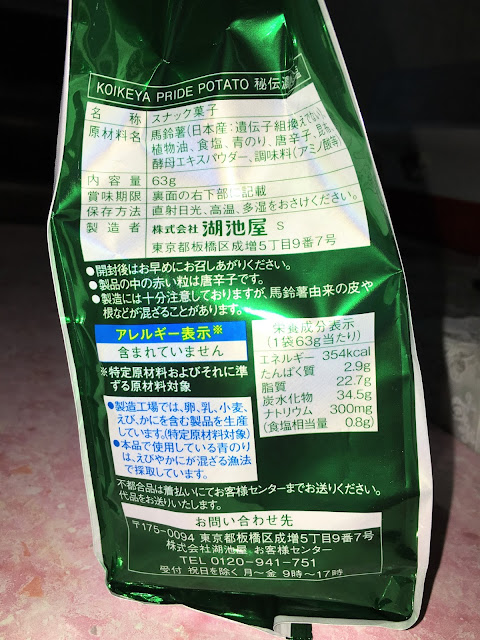 KOIKEYA PRIDE POTATO 秘伝濃
名　称　スナック菓子
原材料名　馬鈴薯(日本産:遺伝子組換えでない)、
植物油、食塩、青のり、唐辛子、昆布、
酵母エキスパウダー、調味料(アミノ酸等)
内 容 量　63g
賞味期限　裏面の右下部に記載
保存方法　直射日光、高温、多湿をおさけください。
製 造 者　株式会社 湖池屋 S
東京都板橋区成増5丁目9番7号
●開封後はお早めにお召しあがりください。
●製品の中の赤い粒は唐辛子です。
●製造には十分注意しておりますが、馬鈴薯由来の皮や
根などが混ざることがあります。
アレルギー表示※
含まれていません
※特定原材料およびそれに準
ずる原材料対象
●製造工場では、卵、乳、小麦、
えび、かにを含む製品を生産
しています。(特定原材料対象)
●本品で使用している青のり
は、えびやかにが混ざる漁法
で採取しています。
栄養成分表示
(1袋63g当たり)
エネルギー 354kcal
たんぱく質 2.9g
脂質 22.7g
炭水化物 34.5g
ナトリウム 300mg
(食塩相当量 0.8g)
不都合品は着払いにてお客様センターまでお送りください。
代品をお送りいたします。
お問い合わせ先
〒175-0094 東京都板橋区成増5丁目9番7号
株式会社湖池屋 お客様センター
TEL 0120-941-751
受付 祝日を除く月〜金 9時〜17時